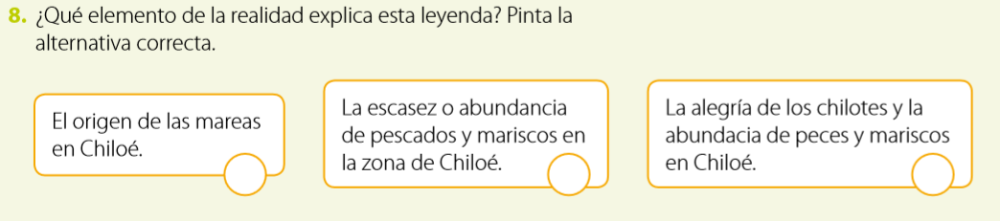 8. ¿Qué elemento de la realidad explica esta leyenda? Pinta la
alternativa correcta.
El origen de las mareas
en Chiloé.
La escasez o abundancia
de pescados y mariscos en
la zona de Chiloé.
La alegría de los chilotes y la
abundacia de peces y mariscos
en Chiloé.